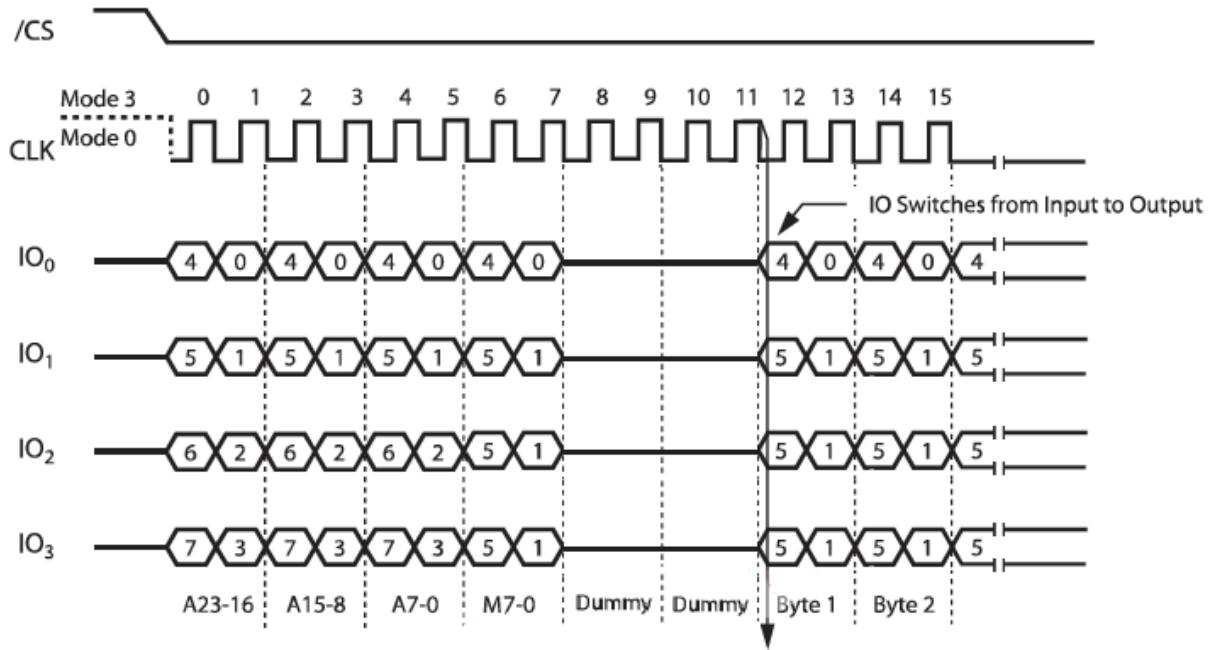 /CS
Mode 3 0 1 2 3 4 5 6 7 8 9 10 11 12 13 14 15
CLK Mode 0
IO Switches from Input to Output
IO0 4 0 4 0 4 0 4 0 4 0 4 0 4
IO1 5 1 5 1 5 1 5 1 5 1 5 1 5
IO2 6 2 6 2 6 2 5 1 5 1 5 1 5
IO3 7 3 7 3 7 3 5 1 5 1 5 1 5
A23-16 A15-8 A7-0 M7-0 Dummy Dummy Byte 1 Byte 2